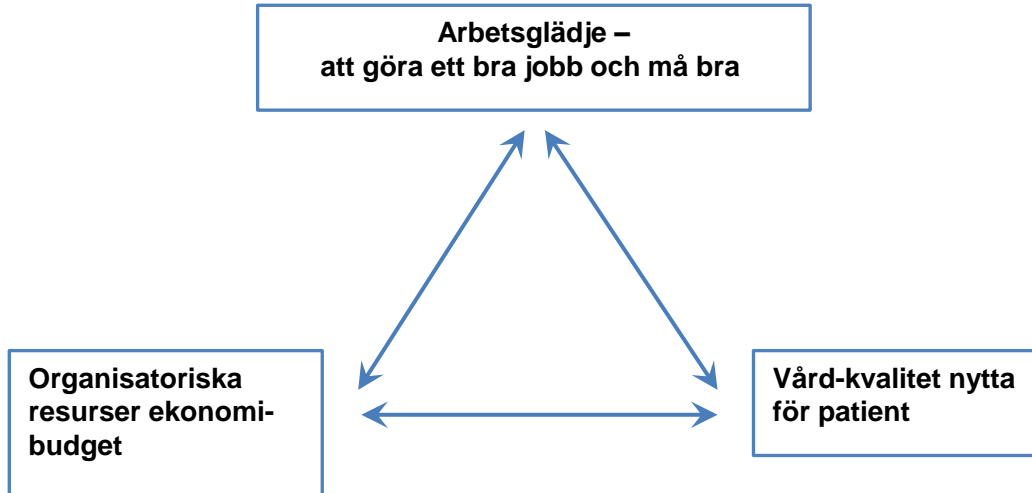 Arbetsglädje –
att göra ett bra jobb och må bra
Organisatoriska
resurser ekonomi-
budget
Vård-kvalitet nytta
för patient